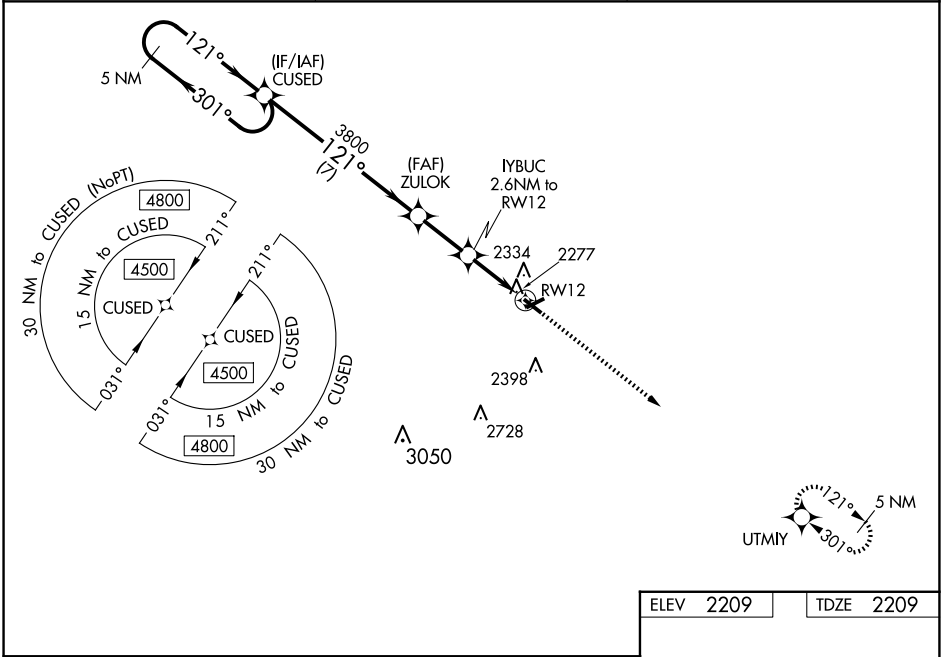 121°
5 NM
301°
(IF/IAF)
CUSED
3800
121°
(7)
(FAF)
ZULOK
IYBUC
2.6NM to
RW12
2334
2277
RW12
30 NM to CUSED (NoPT)
4800
15 NM to CUSED
4500
211°
CUSED
031°
211°
CUSED
4500
031°
15 NM to CUSED
4800
30 NM to CUSED
2398
2728
3050
121°
5 NM
UTMIY
301°
ELEV 2209
TDZE 2209